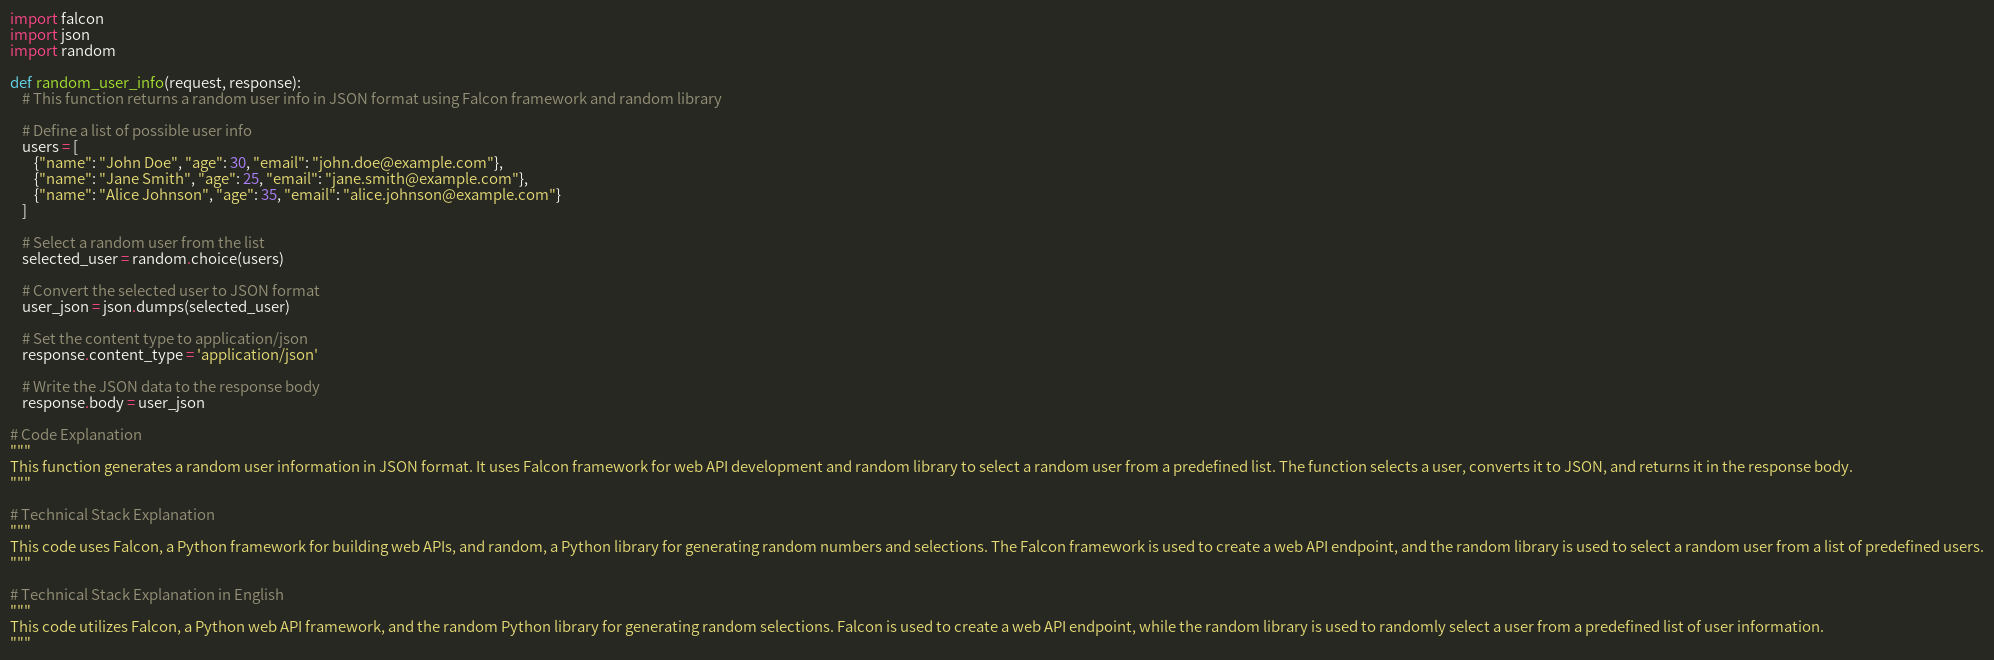 import falcon
import json
import random
def random_user_info(request, response):
# This function returns a random user info in JSON format using Falcon framework and random library
# Define a list of possible user info
users = [
{"name": "John Doe", "age": 30, "email": "john.doe@example.com"},
{"name": "Jane Smith", "age": 25, "email": "jane.smith@example.com"},
{"name": "Alice Johnson", "age": 35, "email": "alice.johnson@example.com"}
]
# Select a random user from the list
selected_user = random.choice(users)
# Convert the selected user to JSON format
user_json = json.dumps(selected_user)
# Set the content type to application/json
response.content_type = 'application/json'
# Write the JSON data to the response body
response.body = user_json
# Code Explanation
"""
This function generates a random user information in JSON format. It uses Falcon framework for web API development and random library to select a random user from a predefined list. The function selects a user, converts it to JSON, and returns it in the response body.
"""
# Technical Stack Explanation
"""
This code uses Falcon, a Python framework for building web APIs, and random, a Python library for generating random numbers and selections. The Falcon framework is used to create a web API endpoint, and the random library is used to select a random user from a list of predefined users.
"""
# Technical Stack Explanation in English
"""
This code utilizes Falcon, a Python web API framework, and the random Python library for generating random selections. Falcon is used to create a web API endpoint, while the random library is used to randomly select a user from a predefined list of user information.
"""